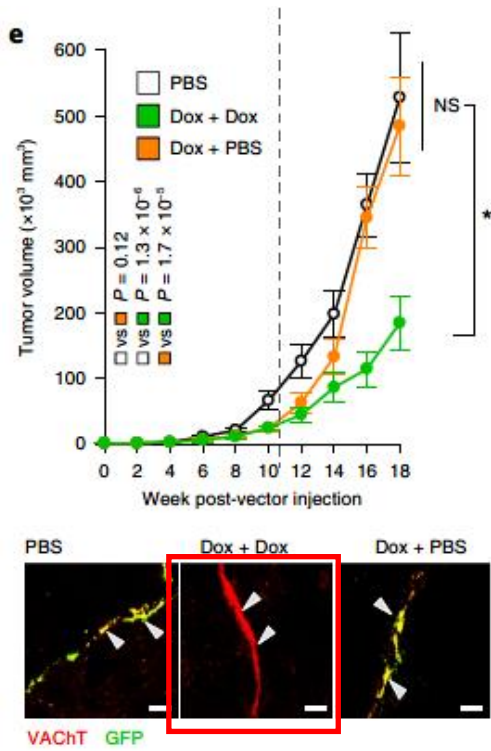 e
Tumor volume (×10³ mm³)
600
500
400
300
200
100
0
PBS
Dox + Dox
Dox + PBS
vs P = 0.12
vs P = 1.3 × 10⁻⁶
vs P = 1.7 × 10⁻⁵
NS
*
0 2 4 6 8 10 12 14 16 18
Week post-vector injection
PBS Dox + Dox Dox + PBS
VAChT GFP